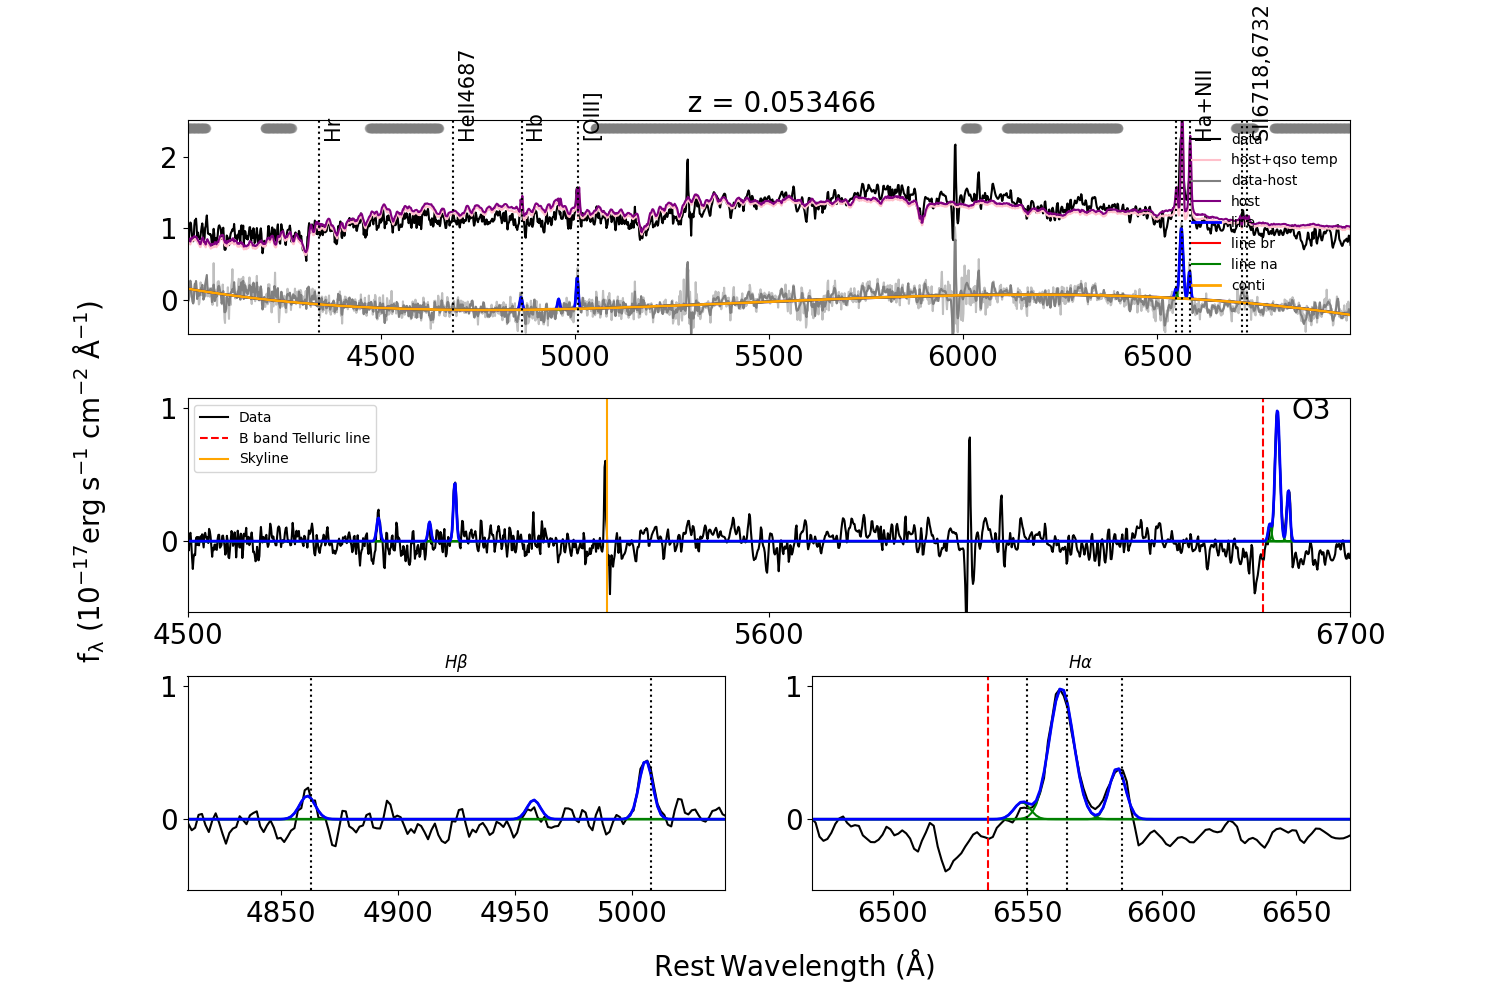 z = 0.053466
Hr
HeII4687
Hb
[OIII]
Ha+NII
SII6718,6732
data
host+qso temp
data-host
host
line
line br
line na
conti
2
1
0
4500
5000
5500
6000
6500
f_λ (10⁻¹⁷erg s⁻¹ cm⁻² Å⁻¹)
Data
B band Telluric line
Skyline
O3
1
0
4500
5600
6700
Hβ
1
0
4850
4900
4950
5000
Hα
1
0
6500
6550
6600
6650
Rest Wavelength (Å)